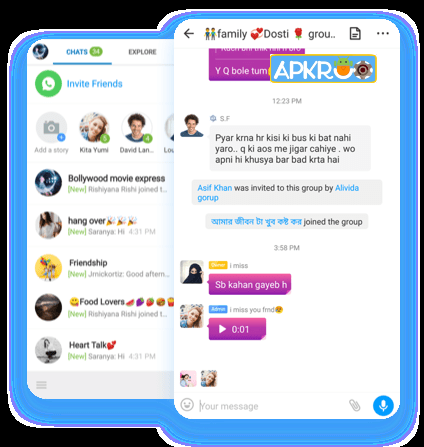 CHATS 34 EXPLORE
Invite Friends
Add a story
Kita Yumi
David Lan..
Lou
Bollywood movie express
[New] Rishiyana Rishi joined t...
hang over🎉🎉🎉
[New] Saranya: Hi 4:31 PM
Friendship
[New] Jrnickortiz: Good aftern...
😋Food Lovers🌶️🍇🍓🍔
[New] Rishiyana Rishi joined t...
Heart Talk💕
[New] Saranya: Hi 4:31 PM
👬family 💞Dosti 🌹 grou..
Y Q bole tum
APKR
12:23 PM
S.F
Pyar krna hr kisi ki bus ki bat nahi
yaro.. q ki aos me jigar cahiye . wo
apni hi khusya bar bad krta hai
Asif Khan was invited to this group by Alivida
gorup
আমার জীবন টা খুব কষ্ট কর joined the group
3:58 PM
i miss
Sb kahan gayeb h
Admin i miss you frnd😢
0:01
Your message